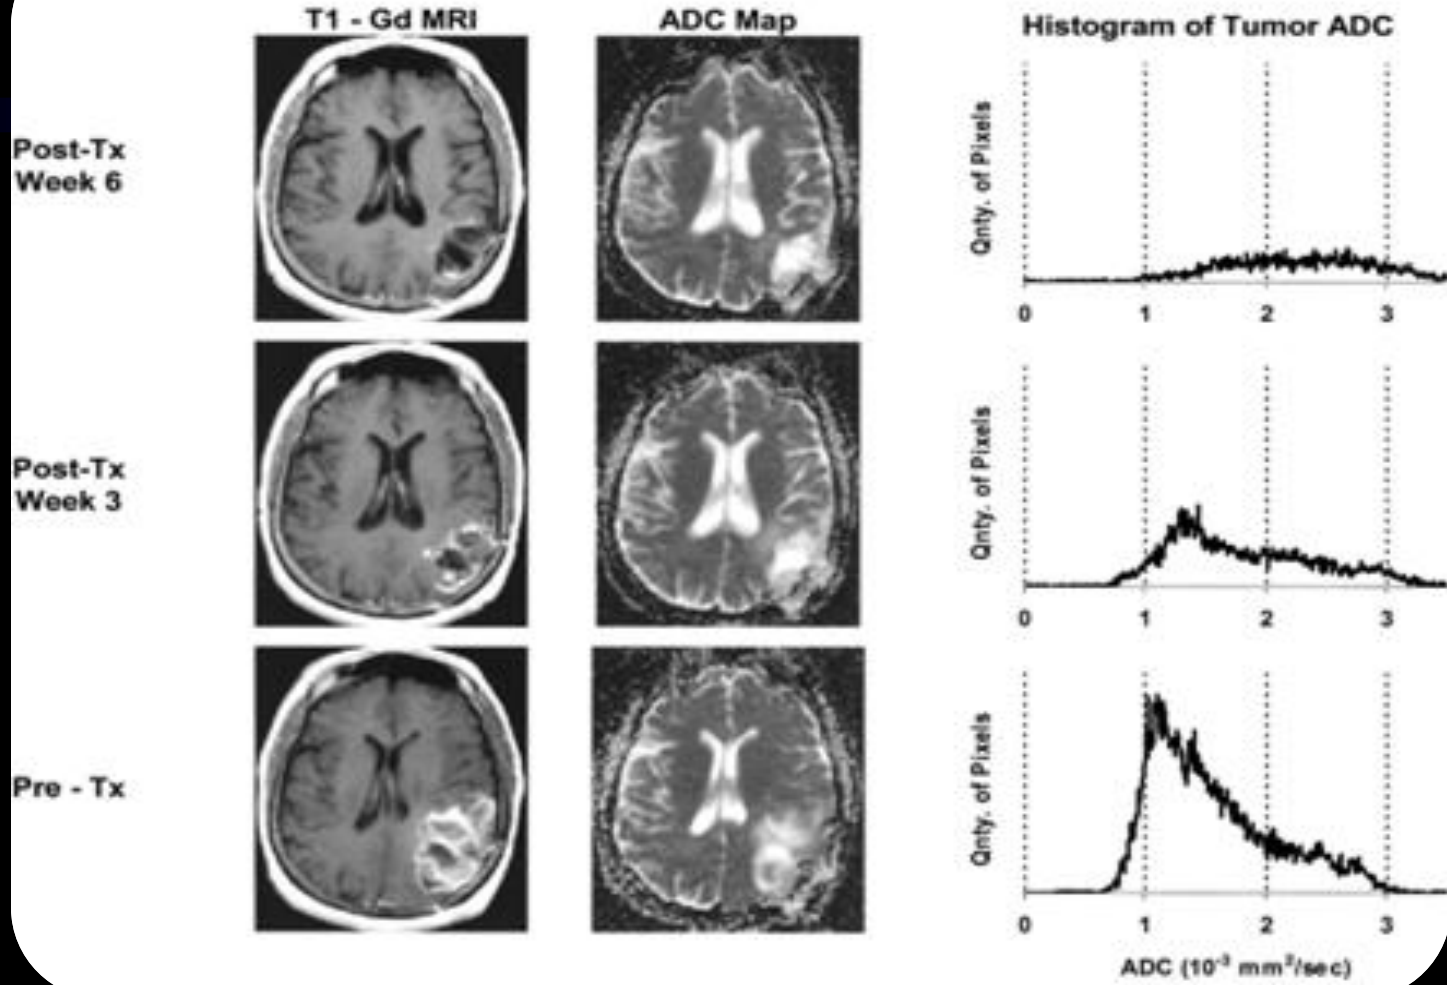 T1 - Gd MRI
ADC Map
Histogram of Tumor ADC
Post-Tx
Week 6
Qnty. of Pixels
0 1 2 3
Post-Tx
Week 3
Qnty. of Pixels
0 1 2 3
Pre - Tx
Qnty. of Pixels
0 1 2 3
ADC (10⁻³ mm²/sec)